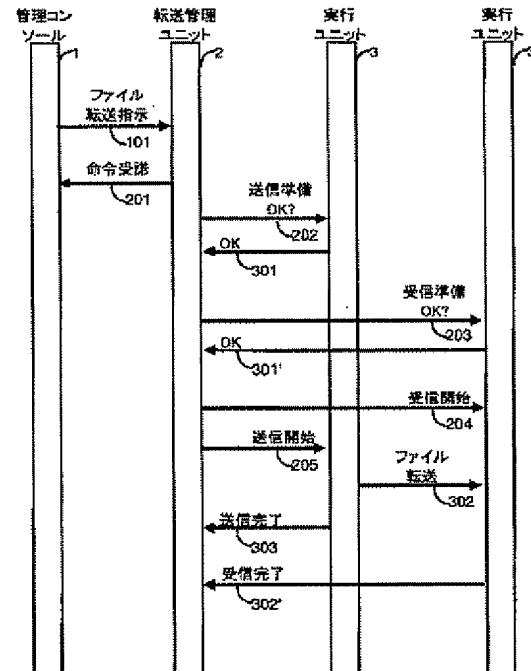 管理コン
ソール
転送管理
ユニット
実行
ユニット
実行
ユニット
1
2
3
ファイル
転送指示
101
命令受諾
201
送信準備
OK?
202
OK
301
受信準備
OK?
203
OK
301'
受信開始
204
送信開始
205
ファイル
転送
302
送信完了
303
受信完了
302'